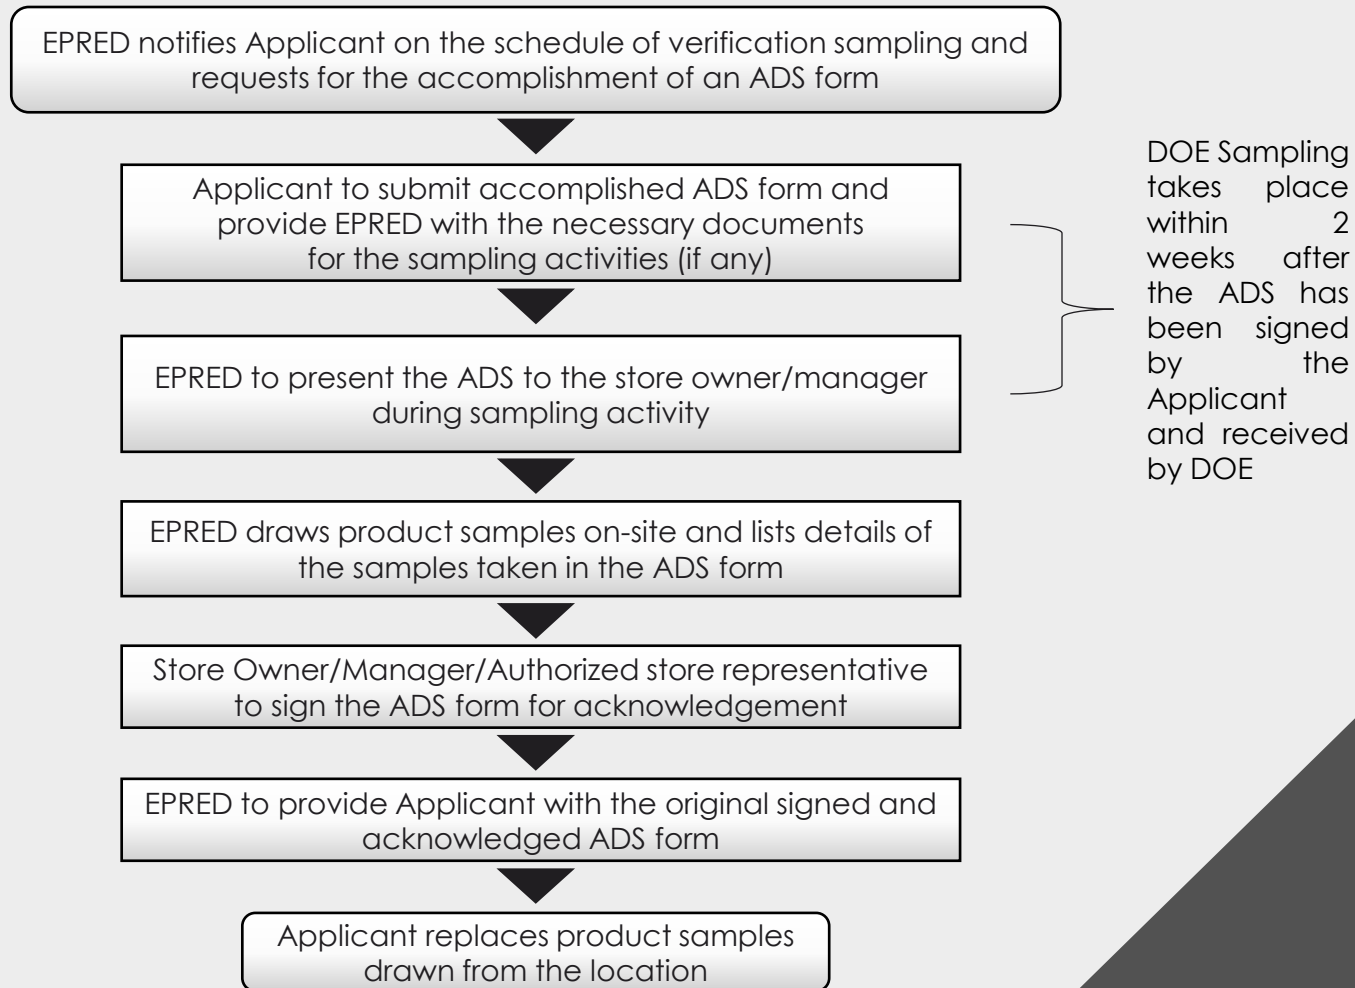 EPRED notifies Applicant on the schedule of verification sampling and
requests for the accomplishment of an ADS form
Applicant to submit accomplished ADS form and
provide EPRED with the necessary documents
for the sampling activities (if any)
EPRED to present the ADS to the store owner/manager
during sampling activity
DOE Sampling
takes place
within 2
weeks after
the ADS has
been signed
by the
Applicant
and received
by DOE
EPRED draws product samples on-site and lists details of
the samples taken in the ADS form
Store Owner/Manager/Authorized store representative
to sign the ADS form for acknowledgement
EPRED to provide Applicant with the original signed and
acknowledged ADS form
Applicant replaces product samples
drawn from the location